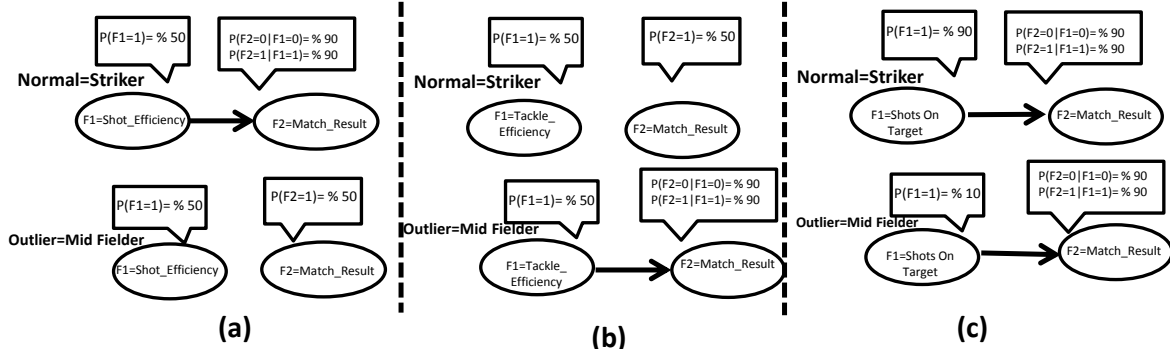 P(F1=1)= % 50
P(F2=0|F1=0)= % 90
P(F2=1|F1=1)= % 90
Normal=Striker
F1=Shot_Efficiency
F2=Match_Result
P(F1=1)= % 50
P(F2=1)= % 50
Outlier=Mid Fielder
F1=Shot_Efficiency
F2=Match_Result
(a)
P(F1=1)= % 50
P(F2=1)= % 50
Normal=Striker
F1=Tackle_
Efficiency
F2=Match_Result
P(F1=1)= % 50
P(F2=0|F1=0)= % 90
P(F2=1|F1=1)= % 90
Outlier=Mid Fielder
F1=Tackle_
Efficiency
F2=Match_Result
(b)
P(F1=1)= % 90
P(F2=0|F1=0)= % 90
P(F2=1|F1=1)= % 90
Normal=Striker
F1=Shots On
Target
F2=Match_Result
P(F1=1)= % 10
P(F2=0|F1=0)= % 90
P(F2=1|F1=1)= % 90
Outlier=Mid Fielder
F1=Shots On
Target
F2=Match_Result
(c)